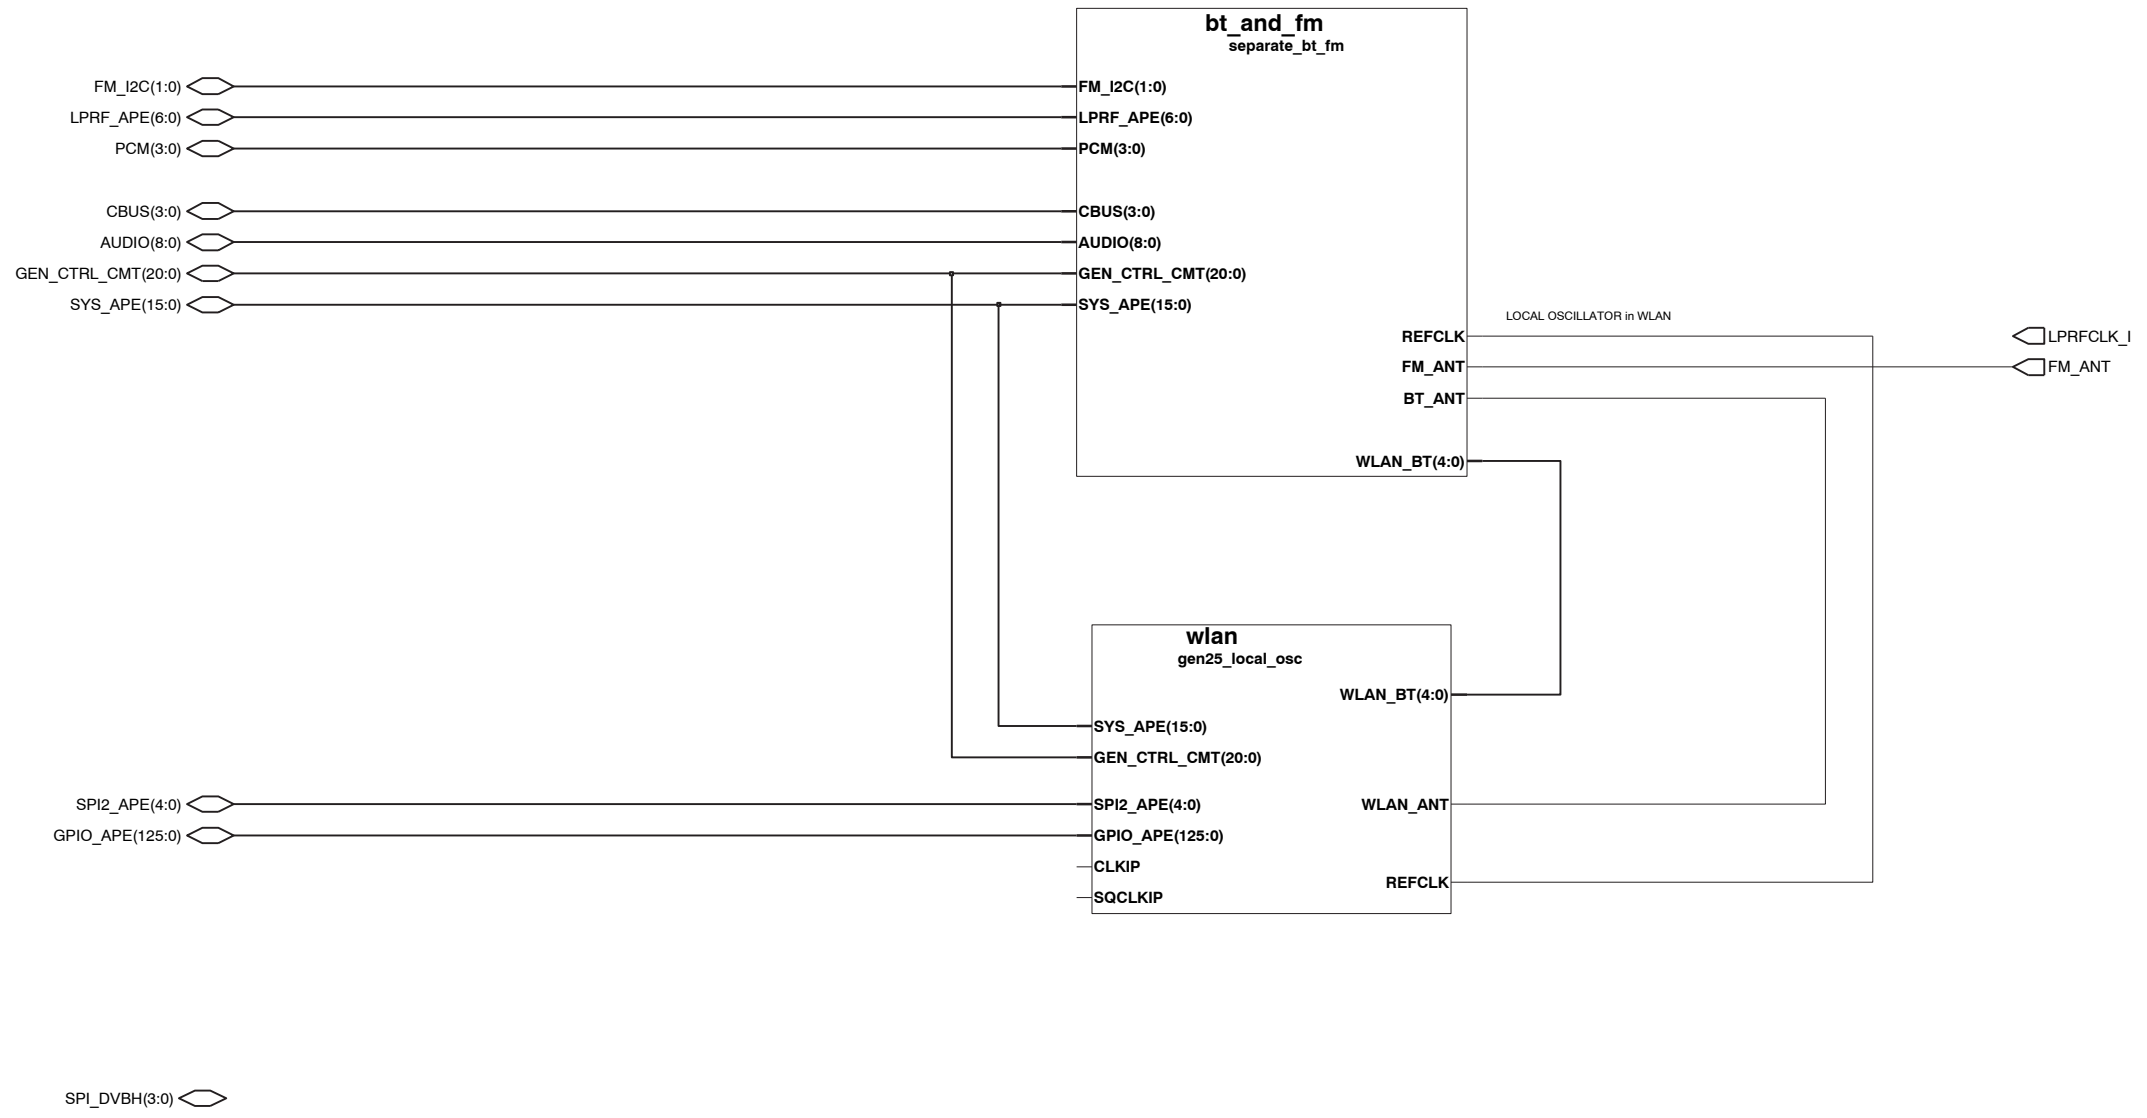 bt_and_fm
separate_bt_fm
FM_I2C(1:0) FM_I2C(1:0)
LPRF_APE(6:0) LPRF_APE(6:0)
PCM(3:0) PCM(3:0)
CBUS(3:0) CBUS(3:0)
AUDIO(8:0) AUDIO(8:0)
GEN_CTRL_CMT(20:0) GEN_CTRL_CMT(20:0)
SYS_APE(15:0) SYS_APE(15:0)
LOCAL OSCILLATOR in WLAN
REFCLK LPRFCLK_I
FM_ANT FM_ANT
BT_ANT
WLAN_BT(4:0)
wlan
gen25_local_osc
WLAN_BT(4:0)
SYS_APE(15:0)
GEN_CTRL_CMT(20:0)
SPI2_APE(4:0) SPI2_APE(4:0) WLAN_ANT
GPIO_APE(125:0) GPIO_APE(125:0)
CLKIP
REFCLK
SQCLKIP
SPI_DVBH(3:0)